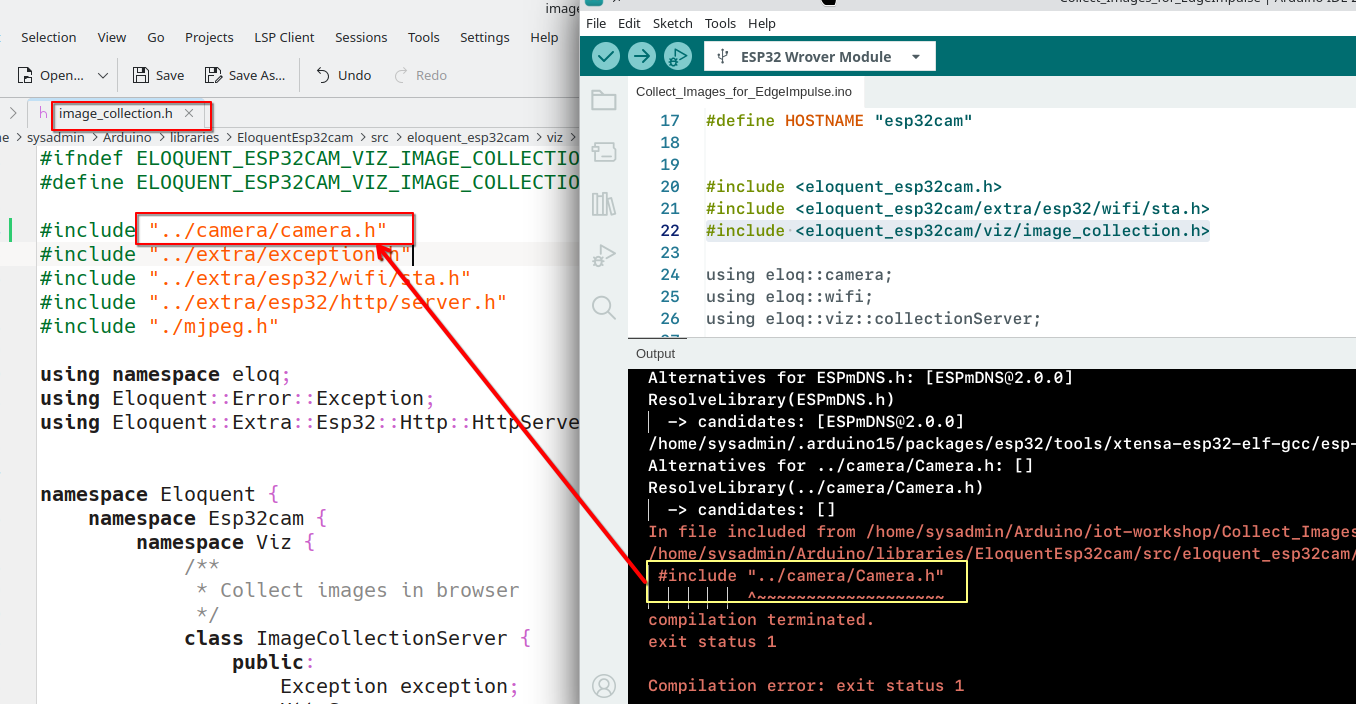 image
Selection View Go Projects LSP Client Sessions Tools Settings Help
Open... Save Save As... Undo Redo
h image_collection.h
sysadmin > Arduino > libraries > EloquentEsp32cam > src > eloquent_esp32cam > viz >
#ifndef ELOQUENT_ESP32CAM_VIZ_IMAGE_COLLECTIO
#define ELOQUENT_ESP32CAM_VIZ_IMAGE_COLLECTIO
#include "../camera/camera.h"
#include "../extra/exception.h"
#include "../extra/esp32/wifi/sta.h"
#include "../extra/esp32/http/server.h"
#include "./mjpeg.h"
using namespace eloq;
using Eloquent::Error::Exception;
using Eloquent::Extra::Esp32::Http::HttpServe
namespace Eloquent {
namespace Esp32cam {
namespace Viz {
/**
* Collect images in browser
*/
class ImageCollectionServer {
public:
Exception exception;
File Edit Sketch Tools Help
ESP32 Wrover Module
Collect_Images_for_EdgeImpulse.ino
17 #define HOSTNAME "esp32cam"
18
19
20 #include <eloquent_esp32cam.h>
21 #include <eloquent_esp32cam/extra/esp32/wifi/sta.h>
22 #include <eloquent_esp32cam/viz/image_collection.h>
23
24 using eloq::camera;
25 using eloq::wifi;
26 using eloq::viz::collectionServer;
Output
Alternatives for ESPmDNS.h: [ESPmDNS@2.0.0]
ResolveLibrary(ESPmDNS.h)
-> candidates: [ESPmDNS@2.0.0]
/home/sysadmin/.arduino15/packages/esp32/tools/xtensa-esp32-elf-gcc/esp-
Alternatives for ../camera/Camera.h: []
ResolveLibrary(../camera/Camera.h)
-> candidates: []
In file included from /home/sysadmin/Arduino/iot-workshop/Collect_Images
/home/sysadmin/Arduino/libraries/EloquentEsp32cam/src/eloquent_esp32cam/
#include "../camera/Camera.h"
^~~~~~~~~~~~~~~~~~~~
compilation terminated.
exit status 1
Compilation error: exit status 1